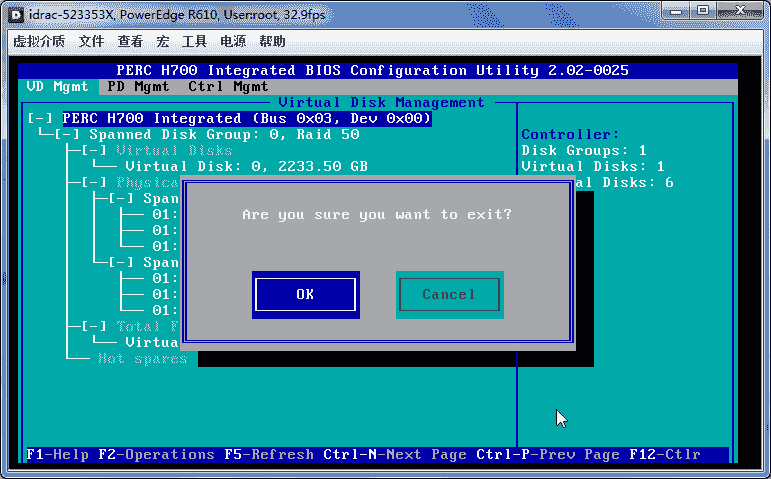 idrac-523353X, PowerEdge R610, User:root, 32.9fps
虚拟介质 文件 查看 宏 工具 电源 帮助
PERC H700 Integrated BIOS Configuration Utility 2.02-0025
VD Mgmt PD Mgmt Ctrl Mgmt
Virtual Disk Management
[-] PERC H700 Integrated (Bus 0x03, Dev 0x00)
[-] Spanned Disk Group: 0, Raid 50
[-] Virtual Disks
Virtual Disk: 0, 2233.50 GB
[-] Physica
[-] Span
01:
01:
01:
[-] Span
01:
01:
01:
[-] Total F
Virtua
Hot spares
Controller:
Disk Groups: 1
Virtual Disks: 1
al Disks: 6
Are you sure you want to exit?
OK Cancel
F1-Help F2-Operations F5-Refresh Ctrl-N-Next Page Ctrl-P-Prev Page F12-Ctlr